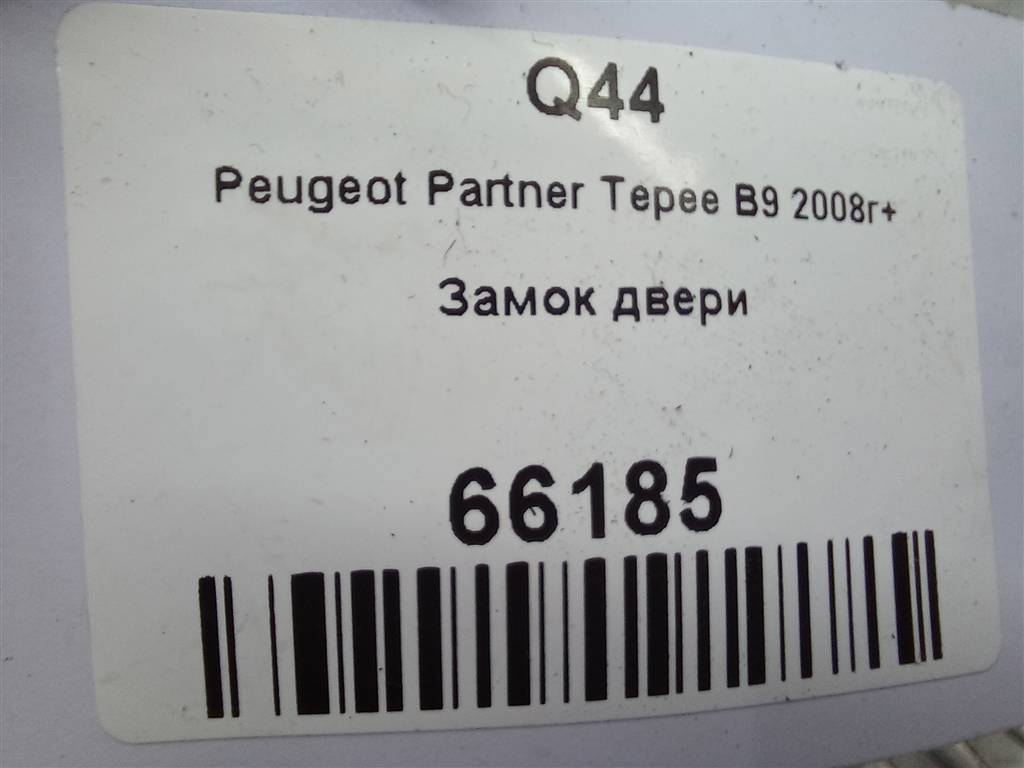 Q44
Peugeot Partner Tepee B9 2008г+
Замок двери
66185